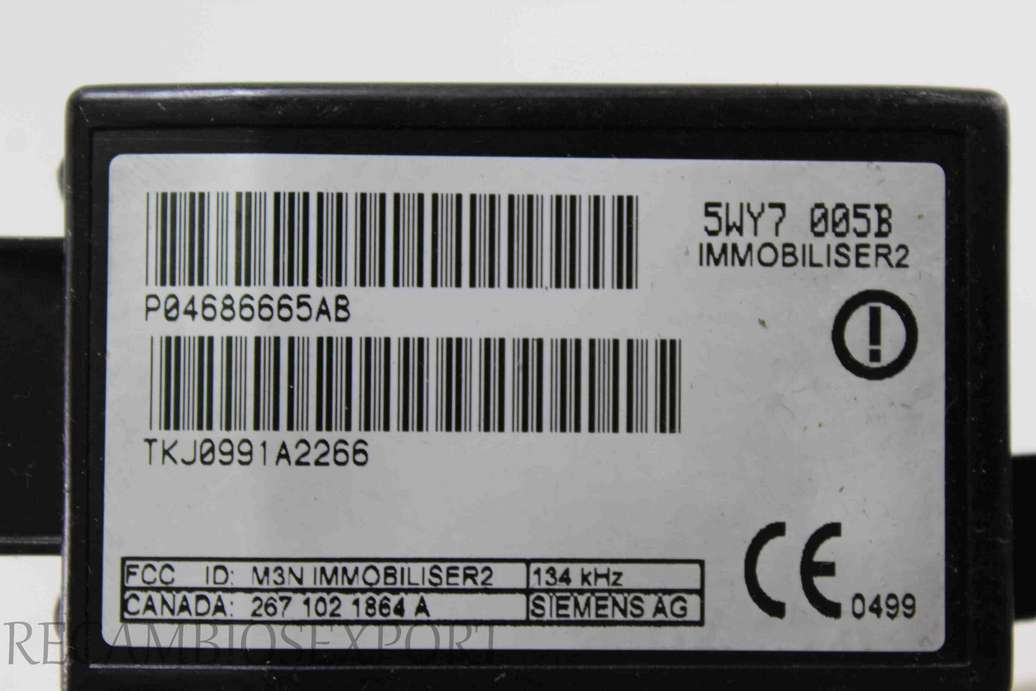 5WY7 005B
IMMOBILISER2
P04686665AB
TKJ0991A2266
FCC ID: M3N IMMOBILISER2 134 kHz
CANADA: 267 102 1864 A SIEMENS AG
CE 0499
RECAMBIOSEXPORT